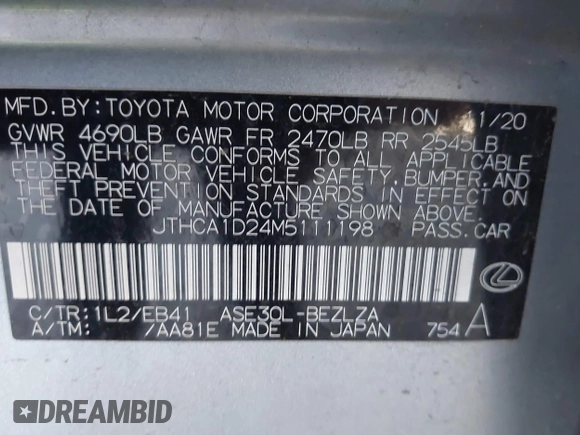 MFD.BY:TOYOTA MOTOR CORPORATION 11/20
GVWR 4690LB GAWR FR 2470LB RR 2545LB
THIS VEHICLE CONFORMS TO ALL APPLICABLE
FEDERAL MOTOR VEHICLE SAFETY,BUMPER,AND
THEFT PREVENTION STANDARDS IN EFFECT ON
THE DATE OF MANUFACTURE SHOWN ABOVE.
JTHCA1D24M5111198 PASS.CAR
C/TR:1L2/EB41 ASE30L-BEZLZA
A/TM: /AA81E MADE IN JAPAN 754 A
DREAMBID